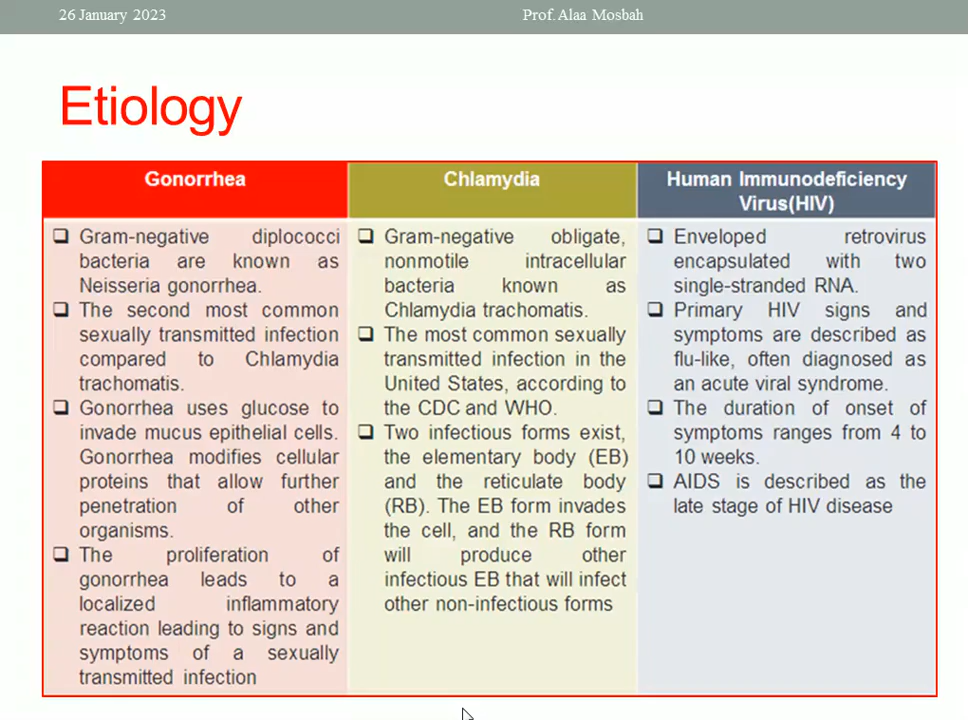 26 January 2023
Prof. Alaa Mosbah
Etiology
Gonorrhea
❑ Gram-negative diplococci
bacteria are known as
Neisseria gonorrhea.
❑ The second most common
sexually transmitted infection
compared to Chlamydia
trachomatis.
❑ Gonorrhea uses glucose to
invade mucus epithelial cells.
Gonorrhea modifies cellular
proteins that allow further
penetration of other
organisms.
❑ The proliferation of
gonorrhea leads to a
localized inflammatory
reaction leading to signs and
symptoms of a sexually
transmitted infection
Chlamydia
❑ Gram-negative obligate,
nonmotile intracellular
bacteria known as
Chlamydia trachomatis.
❑ The most common sexually
transmitted infection in the
United States, according to
the CDC and WHO.
❑ Two infectious forms exist,
the elementary body (EB)
and the reticulate body
(RB). The EB form invades
the cell, and the RB form
will produce other
infectious EB that will infect
other non-infectious forms
Human Immunodeficiency
Virus(HIV)
❑ Enveloped retrovirus
encapsulated with two
single-stranded RNA.
❑ Primary HIV signs and
symptoms are described as
flu-like, often diagnosed as
an acute viral syndrome.
❑ The duration of onset of
symptoms ranges from 4 to
10 weeks.
❑ AIDS is described as the
late stage of HIV disease